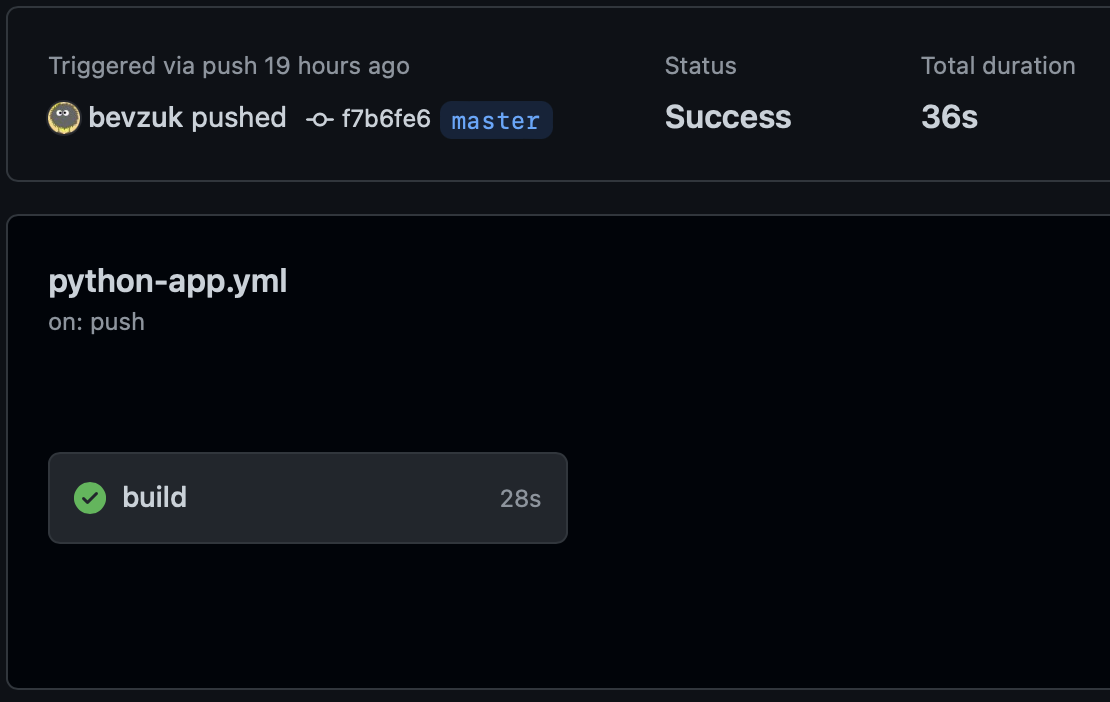 Triggered via push 19 hours ago
bevzuk pushed f7b6fe6 master
Status
Success
Total duration
36s
python-app.yml
on: push
build 28s